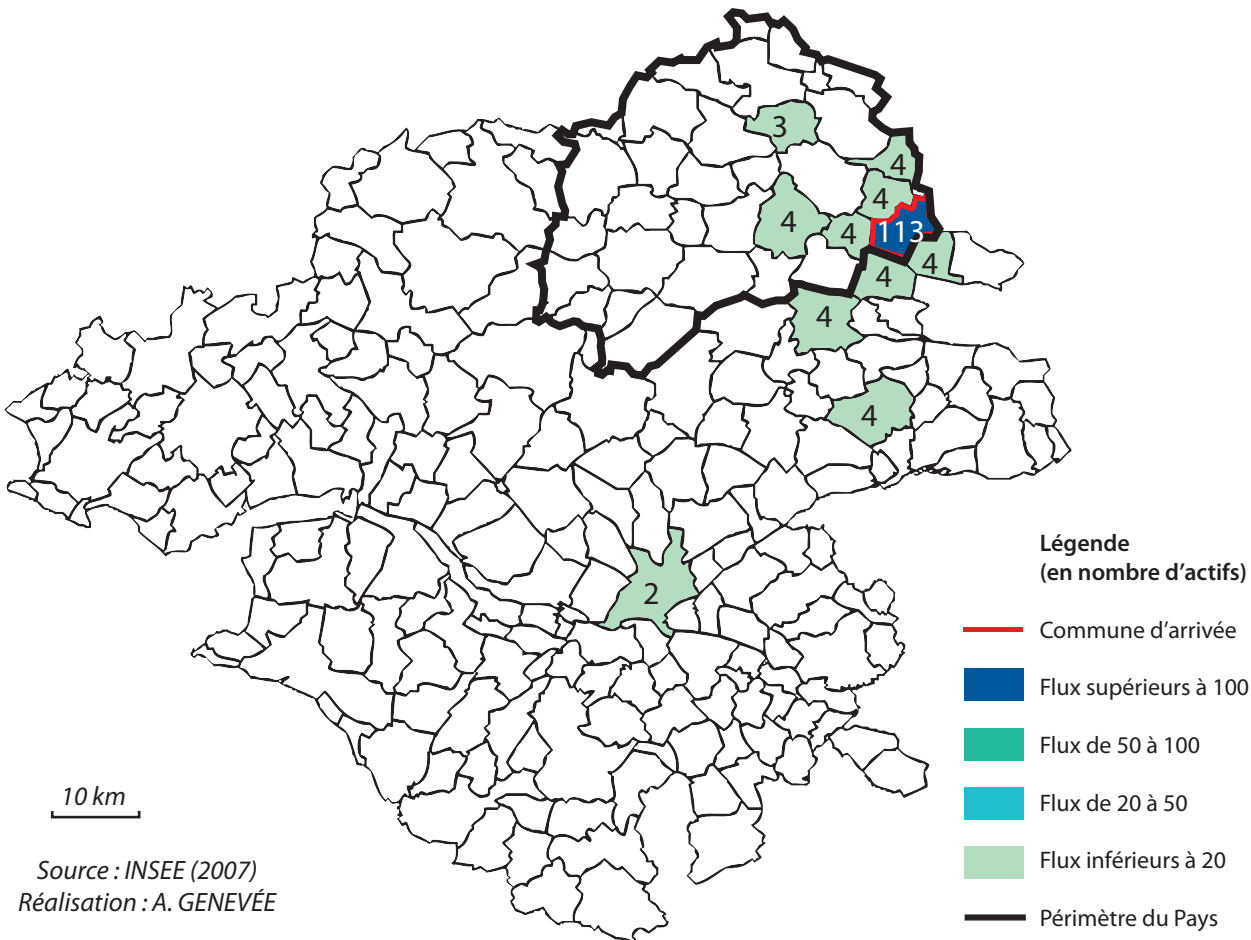 3
4
4
4
4
113
4
4
4
4
2
Légende
(en nombre d'actifs)
Commune d'arrivée
Flux supérieurs à 100
Flux de 50 à 100
Flux de 20 à 50
Flux inférieurs à 20
Périmètre du Pays
10 km
Source : INSEE (2007)
Réalisation : A. GENEVÉE